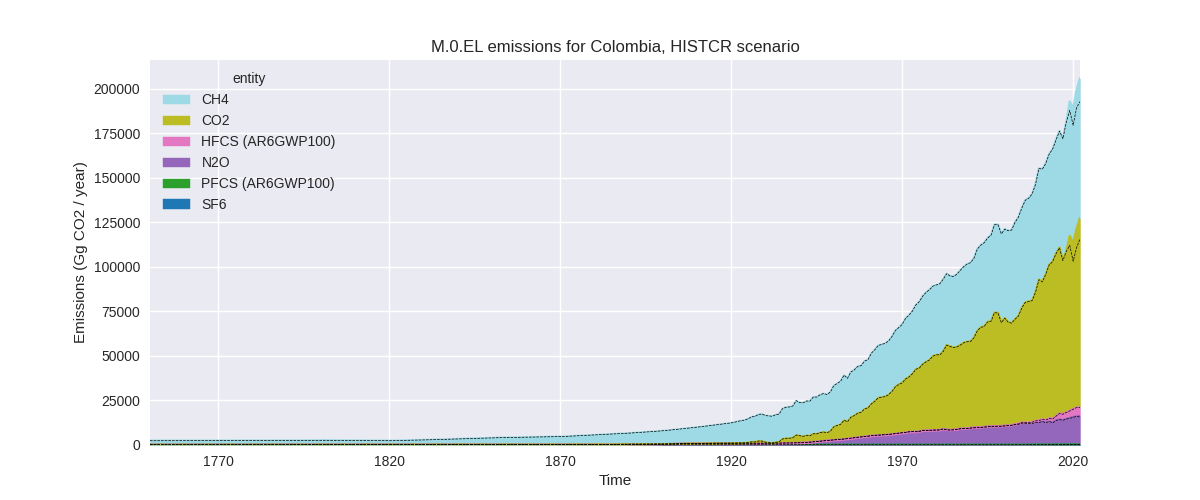 M.0.EL emissions for Colombia, HISTCR scenario
entity
CH4
CO2
HFCS (AR6GWP100)
N2O
PFCS (AR6GWP100)
SF6
Emissions (Gg CO2 / year)
200000
175000
150000
125000
100000
75000
50000
25000
0
1770 1820 1870 1920 1970 2020
Time